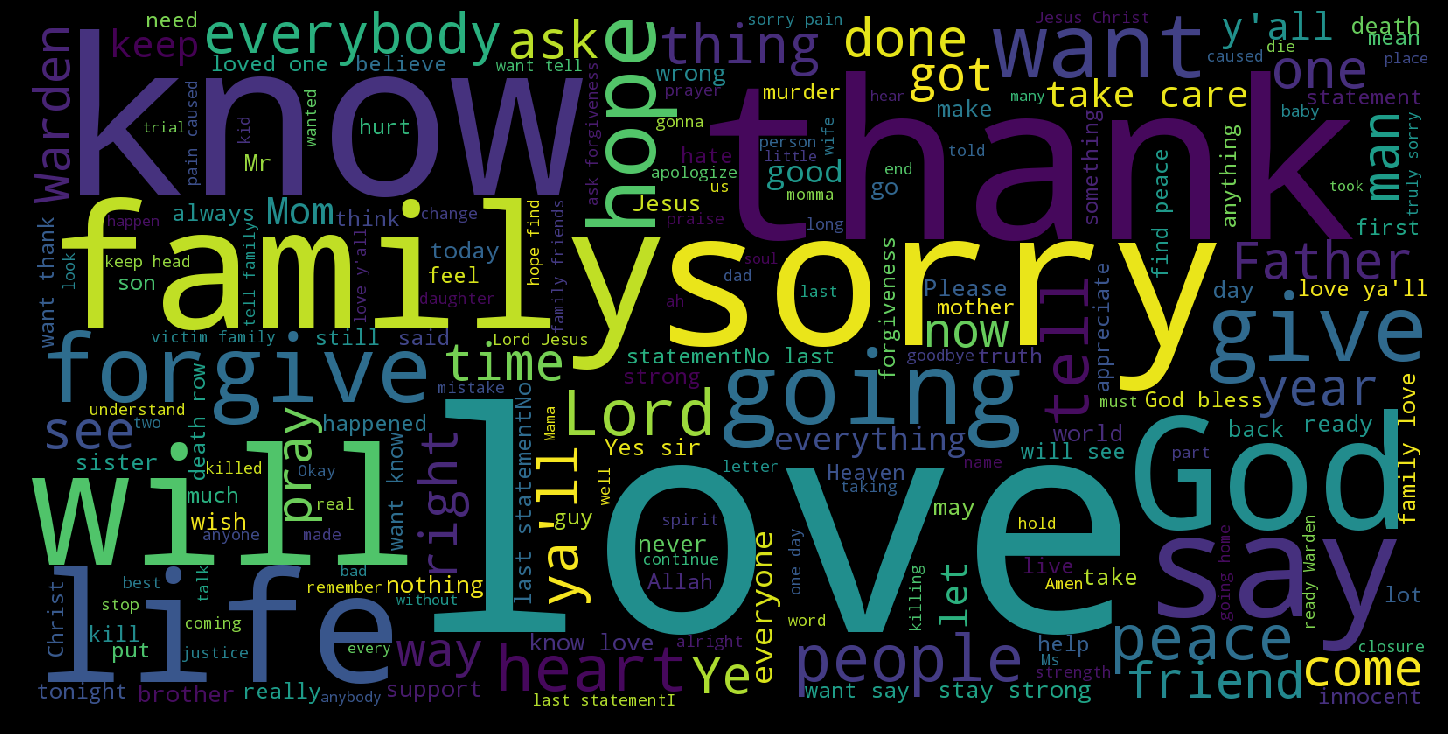 need
sorry pain
Jesus Christ
y'all
death
keep
everybody
ask
hope
thing
done
want
mean
Warden
know
loved one
believe
want tell
wrong
got
die
caused
place
one
thank
prayer
murder
hear
make
many
take care
statement
baby
trial
pain caused
kid
wanted
hurt
Mr
ask forgiveness
gonna
hate
person
little
wife
told
something
anything
man
truly sorry
apologize
us
good
go
end
momma
took
find peace
first
Jesus
praise
long
want thank
family
sorry
happen
always
Mom
think
change
look
keep head
son
tell family
love y'all
today
feel
daughter
hope find
family friends
soul
dad
ah
last
forgiveness
Please
mother
now
tell
appreciate
Father
day
love ya'll
give
victim family
still
said
Lord Jesus
forgive
time
statementNo last
strong
goodbye
truth
going
year
must
God bless
mistake
understand
two
death row
happened
see
sister
killed
Okay
pray
much
wish
real
anyone
made
want know
right
love
last statementNo
Mama
Lord
Yes sir
ya'll
well
guy
everything
letter
Heaven
taking
name
world
will see
back
ready
part
God
family love
will
life
spirit
never
continue
Allah
may
hold
live
Amen
take
one day
everyone
word
killing
let
say
going home
ready Warden
lot
Christ
best
talk
bad
remember
nothing
without
stop
coming
kill
put
justice
every
way
heart
know love
alright
Ye
people
help
Ms
strength
peace
friend
closure
come
innocent
tonight
brother
really
anybody
support
last statementI
want say
stay strong